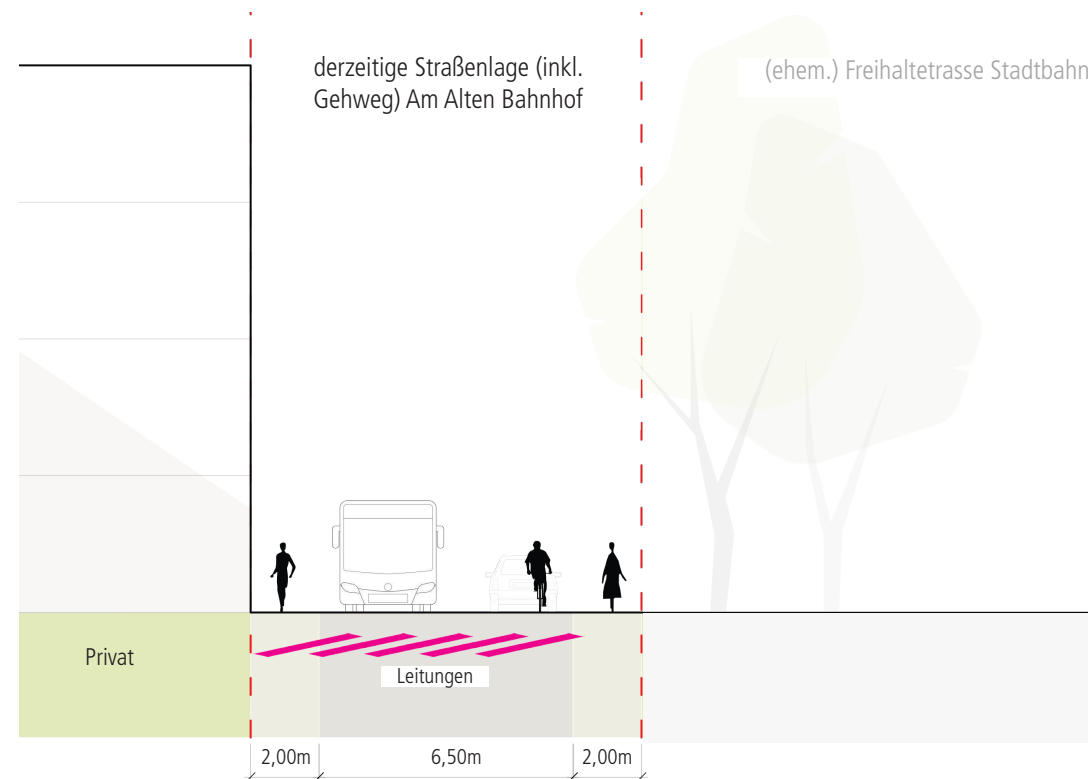 derzeitige Straßenlage (inkl.
Gehweg) Am Alten Bahnhof
(ehem.) Freihaltetrasse Stadtbahn
Privat
Leitungen
2,00m
6,50m
2,00m